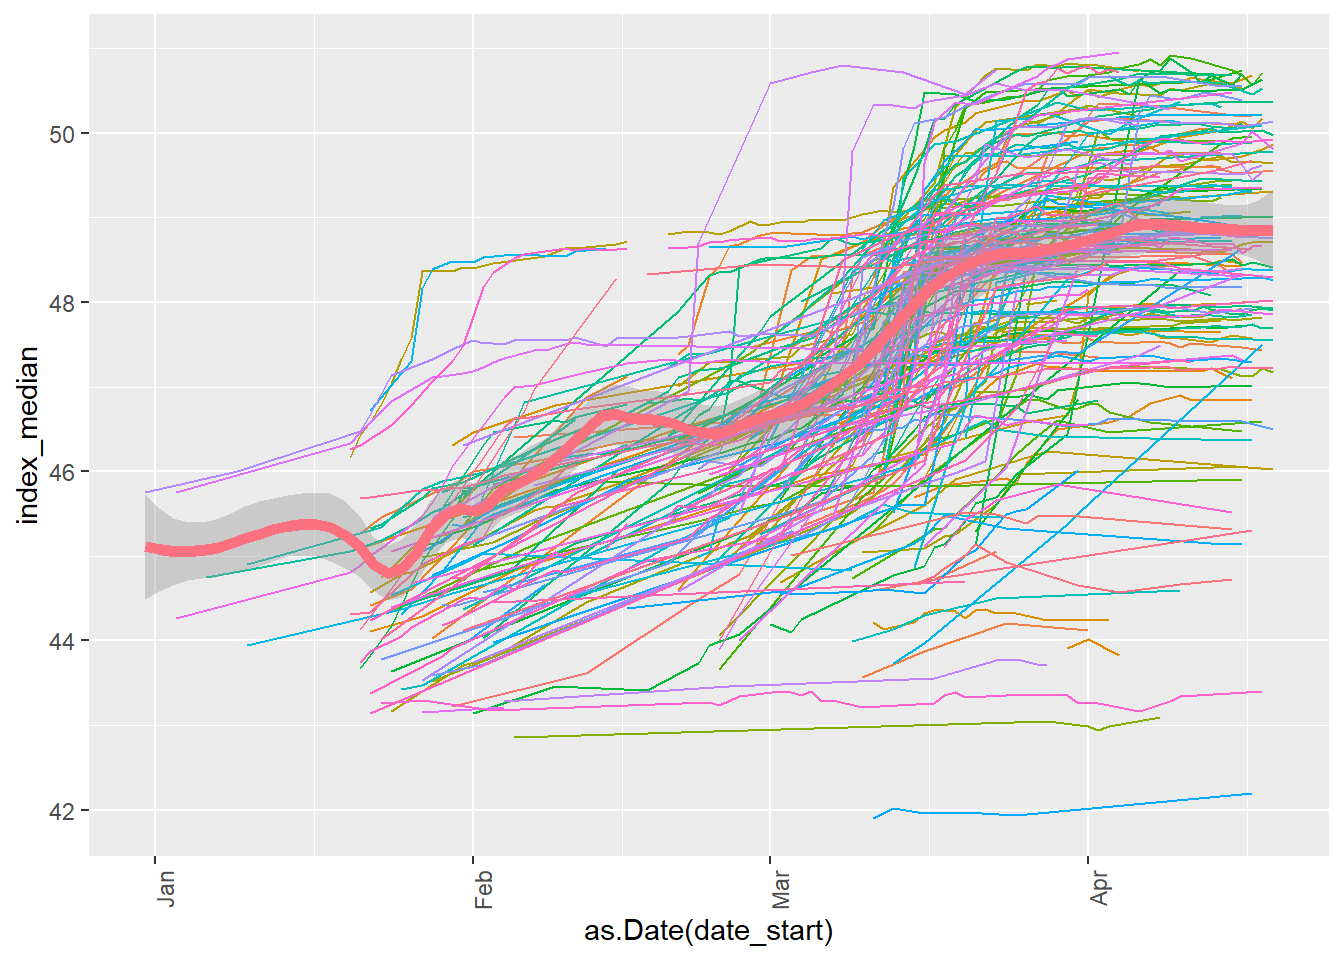 index_median
50
48
46
44
42
Jan
Feb
Mar
Apr
as.Date(date_start)